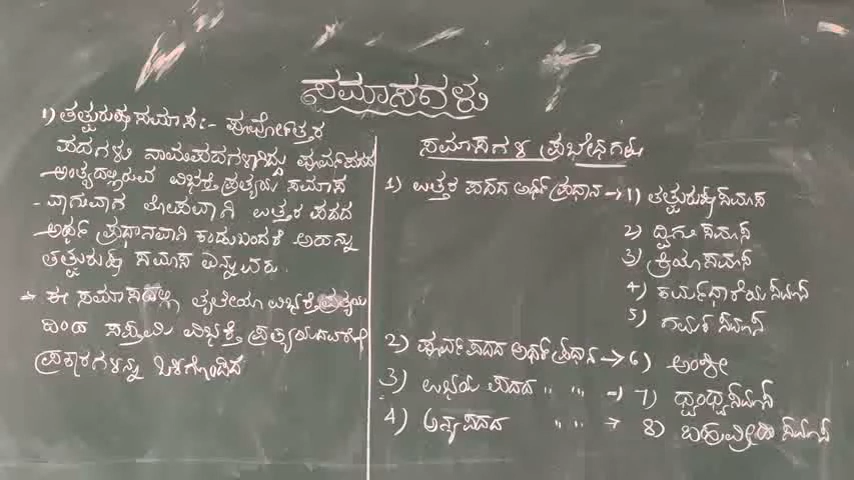 ಸಮಾಸಗಳು
1) ತತ್ಪುರುಷ ಸಮಾಸ:- ಪೂರ್ವೋತ್ತರ
ಪದಗಳು ನಾಮಪದಗಳಾಗಿದ್ದು ಪೂರ್ವಪದದ
ಅಂತ್ಯದಲ್ಲಿರುವ ವಿಭಕ್ತಿ ಪ್ರತ್ಯಯ ಸಮಾಸ
- ವಾಗುವಾಗ ಲೋಪವಾಗಿ ಉತ್ತರ ಪದದ
ಅರ್ಥ ಪ್ರಧಾನವಾಗಿ ಕಂಡುಬಂದರೆ ಅದನ್ನು
ತತ್ಪುರುಷ ಸಮಾಸ ಎನ್ನುವರು.
→ ಈ ಸಮಾಸದಲ್ಲಿ ತೃತೀಯಾ ವಿಭಕ್ತಿ ಪ್ರತ್ಯಯ
ದಿಂದ ಸಪ್ತಮಿ ವಿಭಕ್ತಿ ಪ್ರತ್ಯಯದವರೆಗೆ
ಪ್ರಕಾರಗಳನ್ನು ಒಳಗೊಂಡಿದೆ
ಸಮಾಸಗಳ ಪ್ರಭೇಧಗಳು
1) ಉತ್ತರ ಪದದ ಅರ್ಥ ಪ್ರಧಾನ → 1) ತತ್ಪುರುಷ ಸಮಾಸ
2) ದ್ವಿಗು ಸಮಾಸ
3) ಕ್ರಿಯಾ ಸಮಾಸ
4) ಕರ್ಮಧಾರೆಯ ಸಮಾಸ
5) ಗಮಕ ಸಮಾಸ
2) ಪೂರ್ವ ಪದದ ಅರ್ಥ ಪ್ರಧಾನ → 6) ಅಂಶೀ
3) ಉಭಯ ಪದದ " " → 7) ಧ್ವಂಧ್ವ ಸಮಾಸ
4) ಅನ್ಯ ಪದದ " " → 8) ಬಹುವ್ರೀಹಿ ಸಮಾಸ